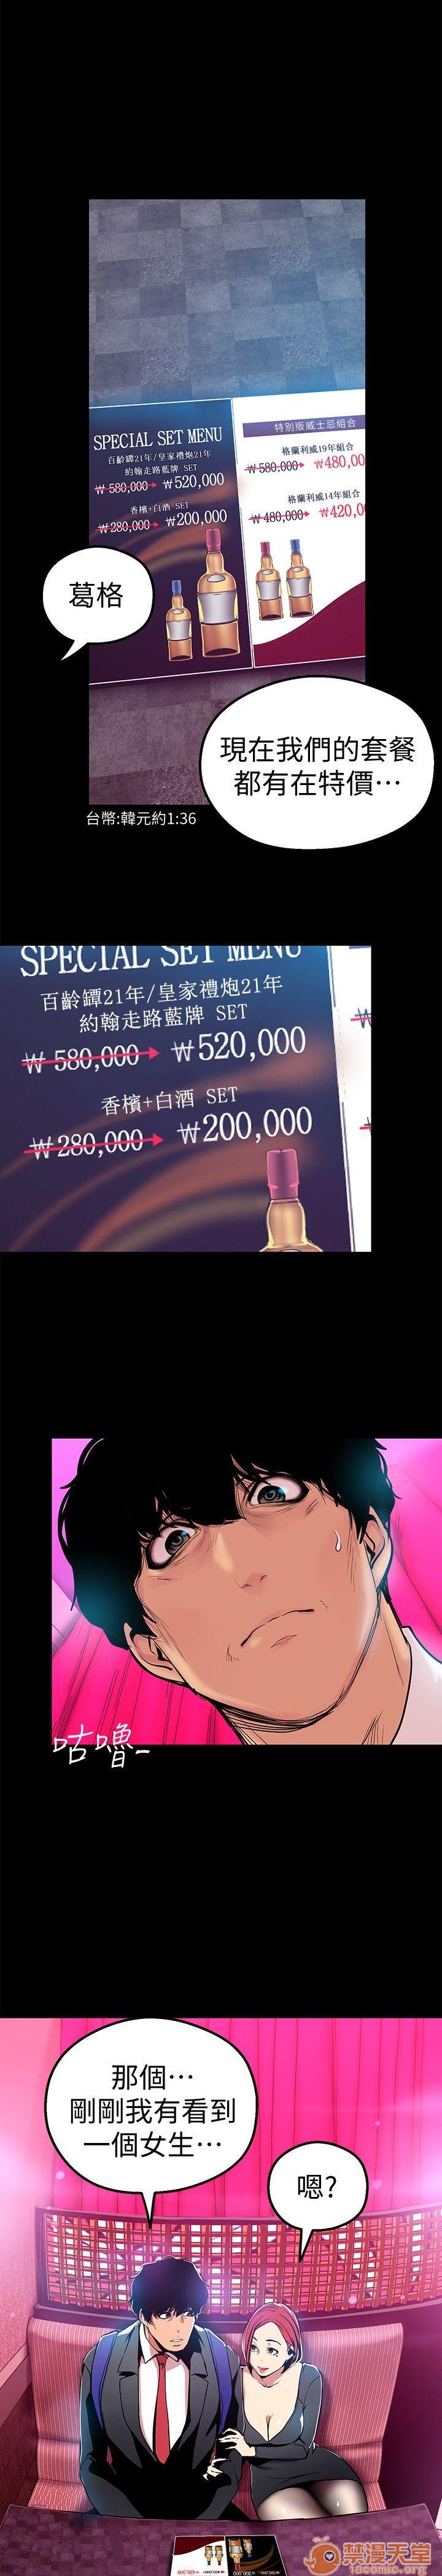 SPECIAL SET MENU
百齡罈21年/皇家禮炮21年
約翰走路藍牌 SET
₩ 580,000 ₩ 520,000
香檳+白酒 SET
₩ 280,000 ₩ 200,000
特別版威士忌組合
格蘭利威19年組合
₩ 580.000 ₩ 480,00
格蘭利威14年組合
₩ 480,000 ₩ 420,00
葛格
現在我們的套餐
都有在特價…
台幣:韓元約1:36
SPECIAL SET MENU
百齡罈21年/皇家禮炮21年
約翰走路藍牌 SET
₩ 580,000 ₩ 520,000
香檳+白酒 SET
₩ 280,000 ₩ 200,000
咕嚕-
那個…
剛剛我有看到
一個女生…
嗯?
禁漫天堂
18comic.org